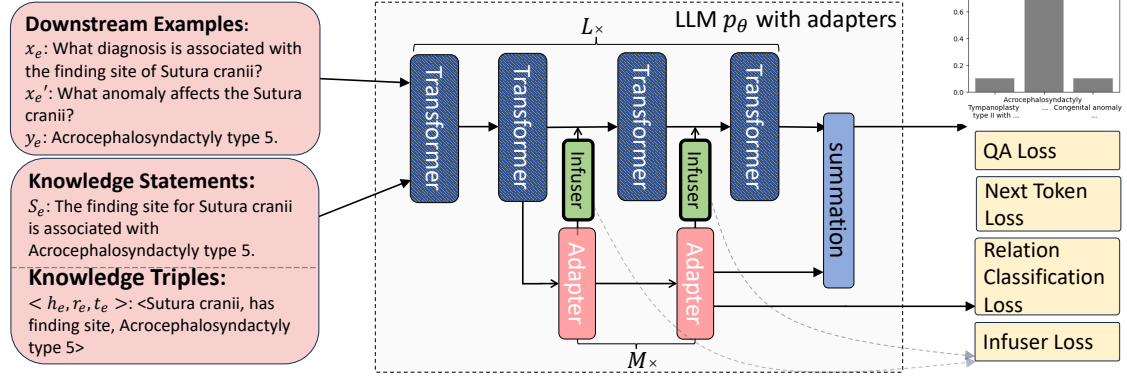 Downstream Examples:
x_e: What diagnosis is associated with
the finding site of Sutura cranii?
x_e′: What anomaly affects the Sutura
cranii?
y_e: Acrocephalosyndactyly type 5.
Knowledge Statements:
S_e: The finding site for Sutura cranii
is associated with
Acrocephalosyndactyly type 5.
Knowledge Triples:
< h_e, r_e, t_e >: <Sutura cranii, has
finding site, Acrocephalosyndactyly
type 5>
LLM p_θ with adapters
L×
Transformer
Transformer
Transformer
Transformer
Infuser
Infuser
Adapter
Adapter
summation
M×
0.4
0.2
0.0
Tympanoplasty
type II with ...
Acrocephalosyndactyly
...
Congenital anomaly
...
QA Loss
Next Token
Loss
Relation
Classification
Loss
Infuser Loss